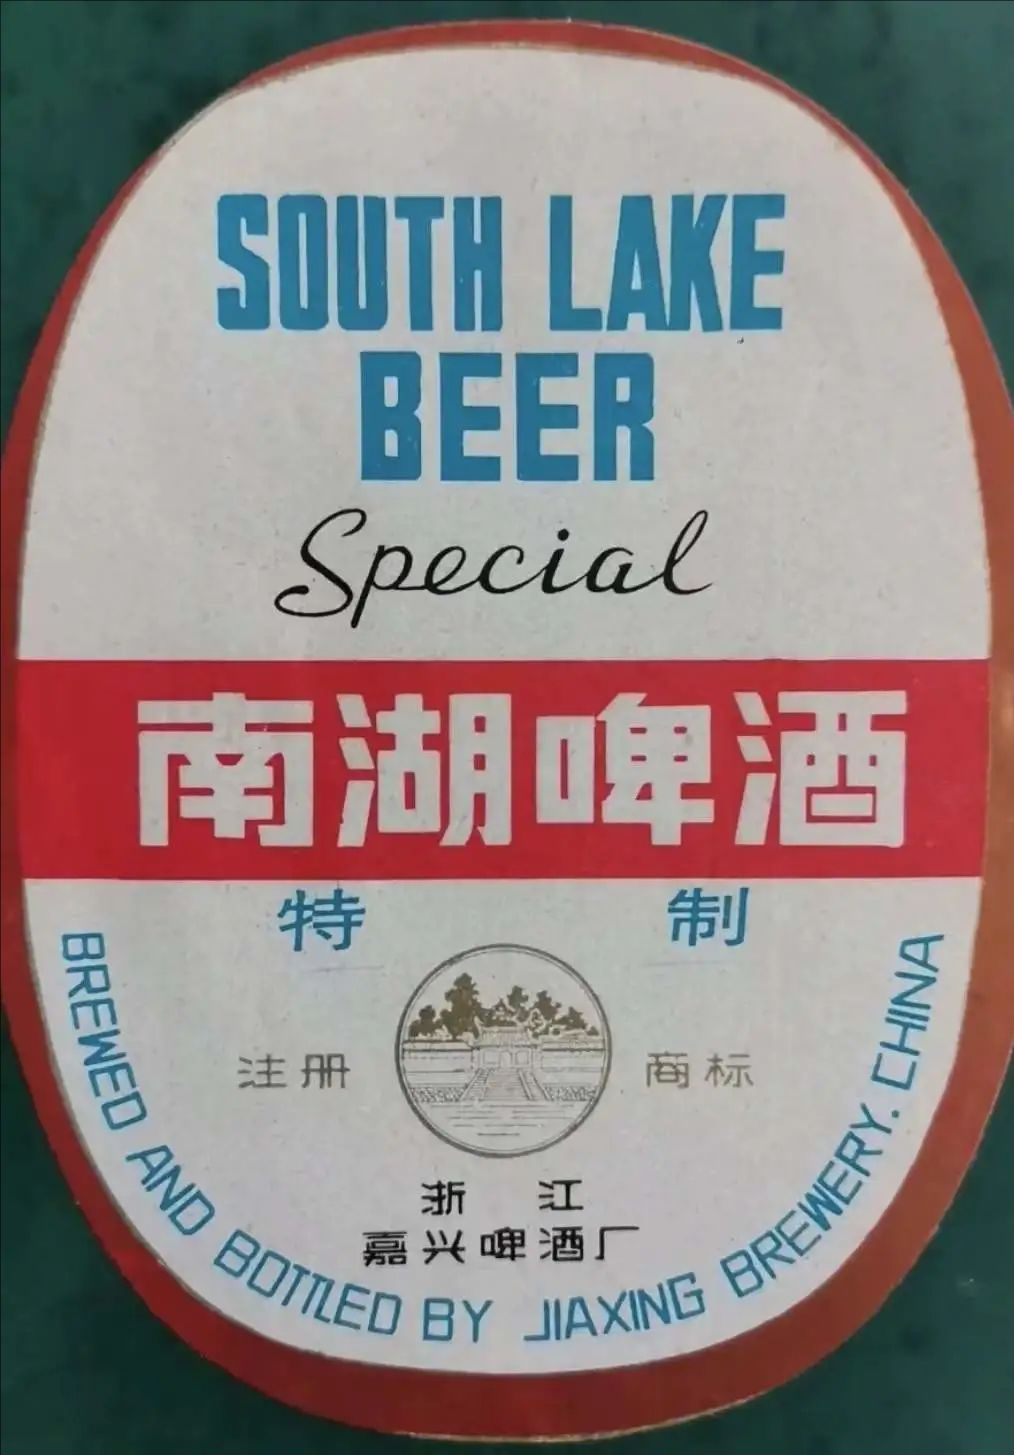 SOUTH LAKE
BEER
Special
南湖啤酒
特 制
注册 商标
浙 江
嘉兴啤酒厂
BREWED AND BOTTLED BY JIAXING BREWERY. CHINA